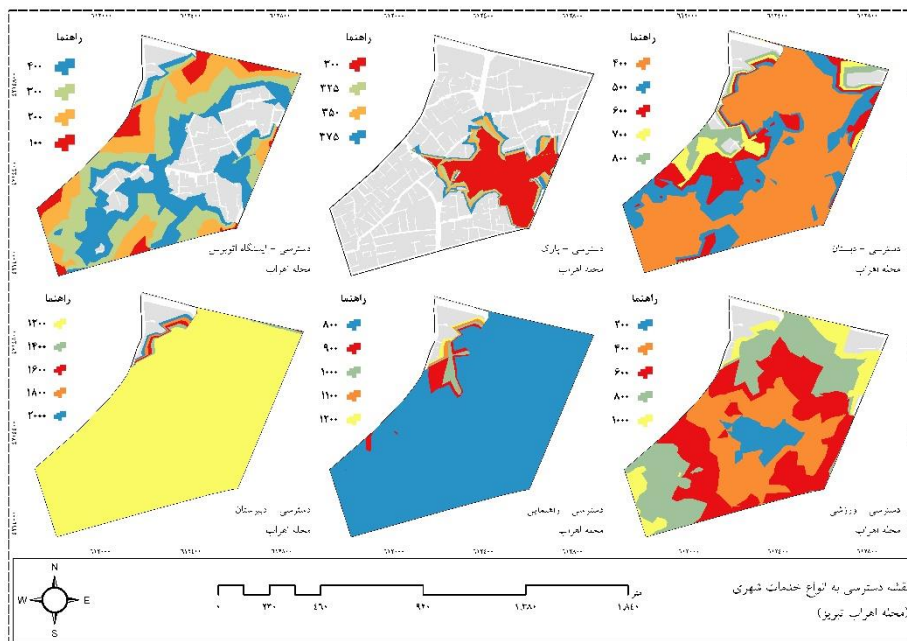 راهنما
۴۰۰
۳۰۰
۲۰۰
۱۰۰
دسترسی - ایستگاه اتوبوس
محله اهراب
راهنما
۳۰۰
۳۲۵
۳۵۰
۳۷۵
دسترسی - پارک
محله اهراب
راهنما
۴۰۰
۵۰۰
۶۰۰
۷۰۰
۸۰۰
دسترسی - دبستان
محله اهراب
راهنما
۱۲۰۰
۱۴۰۰
۱۶۰۰
۱۸۰۰
۲۰۰۰
دسترسی - دبیرستان
محله اهراب
راهنما
۸۰۰
۹۰۰
۱۰۰۰
۱۱۰۰
۱۲۰۰
دسترسی - راهنمایی
محله اهراب
راهنما
۲۰۰
۴۰۰
۶۰۰
۸۰۰
۱۰۰۰
دسترسی - ورزشی
محله اهراب
N
W E
S
متر
۰ ۲۳۰ ۴۶۰ ۹۲۰ ۱,۳۸۰ ۱,۸۴۰
نقشه دسترسی به انواع خدمات شهری
(محله اهراب تبریز)